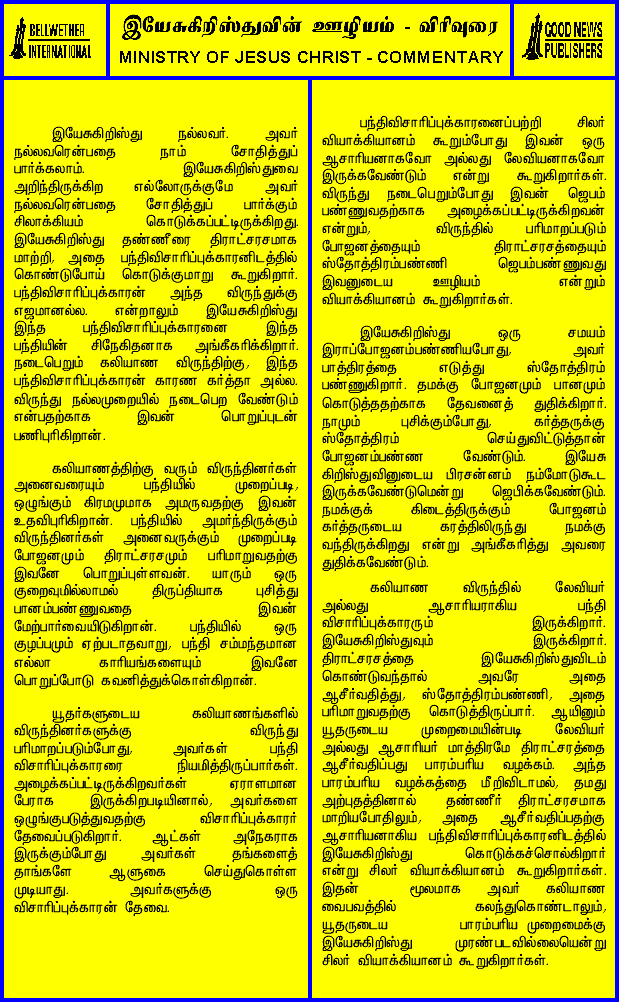 BELLWETHER
INTERNATIONAL
இயேசுகிறிஸ்துவின் ஊழியம் - விரிவுரை
MINISTRY OF JESUS CHRIST - COMMENTARY
GOOD NEWS
PUBLISHERS
இயேசுகிறிஸ்து நல்லவர். அவர்
நல்லவரென்பதை நாம் சோதித்துப்
பார்க்கலாம். இயேசுகிறிஸ்துவை
அறிந்திருக்கிற எல்லோருக்குமே அவர்
நல்லவரென்பதை சோதித்துப் பார்க்கும்
சிலாக்கியம் கொடுக்கப்பட்டிருக்கிறது.
இயேசுகிறிஸ்து தண்ணீரை திராட்சரசமாக
மாற்றி, அதை பந்திவிசாரிப்புக்காரனிடத்தில்
கொண்டுபோய் கொடுக்குமாறு கூறுகிறார்.
பந்திவிசாரிப்புக்காரன் அந்த விருந்துக்கு
எஜமானல்ல. என்றாலும் இயேசுகிறிஸ்து
இந்த பந்திவிசாரிப்புக்காரனை இந்த
பந்தியின் சிநேகிதனாக அங்கீகரிக்கிறார்.
நடைபெறும் கலியாண விருந்திற்கு, இந்த
பந்திவிசாரிப்புக்காரன் காரண கர்த்தா அல்ல.
விருந்து நல்லமுறையில் நடைபெற வேண்டும்
என்பதற்காக இவன் பொறுப்புடன்
பணிபுரிகிறான்.
கலியாணத்திற்கு வரும் விருந்தினர்கள்
அனைவரையும் பந்தியில் முறைப்படி,
ஒழுங்கும் கிரமமுமாக அமருவதற்கு இவன்
உதவிபுரிகிறான். பந்தியில் அமர்ந்திருக்கும்
விருந்தினர்கள் அனைவருக்கும் முறைப்படி
போஜனமும் திராட்சரசமும் பரிமாறுவதற்கு
இவனே பொறுப்புள்ளவன். யாரும் ஒரு
குறைவுமில்லாமல் திருப்தியாக புசித்து
பானம்பண்ணுவதை இவன்
மேற்பார்வையிடுகிறான். பந்தியில் ஒரு
குழப்பமும் ஏற்படாதவாறு, பந்தி சம்மந்தமான
எல்லா காரியங்களையும் இவனே
பொறுப்போடு கவனித்துக்கொள்கிறான்.
யூதர்களுடைய கலியாணங்களில்
விருந்தினர்களுக்கு விருந்து
பரிமாறப்படும்போது, அவர்கள் பந்தி
விசாரிப்புக்காரரை நியமித்திருப்பார்கள்.
அழைக்கப்பட்டிருக்கிறவர்கள் ஏராளமான
பேராக இருக்கிறபடியினால், அவர்களை
ஒழுங்குபடுத்துவதற்கு விசாரிப்புக்காரர்
தேவைப்படுகிறார். ஆட்கள் அநேகராக
இருக்கும்போது அவர்கள் தங்களைத்
தாங்களே ஆளுகை செய்துகொள்ள
முடியாது. அவர்களுக்கு ஒரு
விசாரிப்புக்காரன் தேவை.
பந்திவிசாரிப்புக்காரனைப்பற்றி சிலர்
வியாக்கியானம் கூறும்போது இவன் ஒரு
ஆசாரியனாகவோ அல்லது லேவியனாகவோ
இருக்கவேண்டும் என்று கூறுகிறார்கள்.
விருந்து நடைபெறும்போது இவன் ஜெபம்
பண்ணுவதற்காக அழைக்கப்பட்டிருக்கிறவன்
என்றும், விருந்தில் பரிமாறப்படும்
போஜனத்தையும் திராட்சரசத்தையும்
ஸ்தோத்திரம்பண்ணி ஜெபம்பண்ணுவது
இவனுடைய ஊழியம் என்றும்
வியாக்கியானம் கூறுகிறார்கள்.
இயேசுகிறிஸ்து ஒரு சமயம்
இராப்போஜனம்பண்ணியபோது, அவர்
பாத்திரத்தை எடுத்து ஸ்தோத்திரம்
பண்ணுகிறார். தமக்கு போஜனமும் பானமும்
கொடுத்ததற்காக தேவனைத் துதிக்கிறார்.
நாமும் புசிக்கும்போது, கர்த்தருக்கு
ஸ்தோத்திரம் செய்துவிட்டுத்தான்
போஜனம்பண்ண வேண்டும். இயேசு
கிறிஸ்துவினுடைய பிரசன்னம் நம்மோடுகூட
இருக்கவேண்டுமென்று ஜெபிக்கவேண்டும்.
நமக்குக் கிடைத்திருக்கும் போஜனம்
கர்த்தருடைய கரத்திலிருந்து நமக்கு
வந்திருக்கிறது என்று அங்கீகரித்து அவரை
துதிக்கவேண்டும்.
கலியாண விருந்தில் லேவியர்
அல்லது ஆசாரியராகிய பந்தி
விசாரிப்புக்காரரும் இருக்கிறார்.
இயேசுகிறிஸ்துவும் இருக்கிறார்.
திராட்சரசத்தை இயேசுகிறிஸ்துவிடம்
கொண்டுவந்தால் அவரே அதை
ஆசீர்வதித்து, ஸ்தோத்திரம்பண்ணி, அதை
பரிமாறுவதற்கு கொடுத்திருப்பார். ஆயினும்
யூதருடைய முறைமையின்படி லேவியர்
அல்லது ஆசாரியர் மாத்திரமே திராட்சரத்தை
ஆசீர்வதிப்பது பாரம்பரிய வழக்கம். அந்த
பாரம்பரிய வழக்கத்தை மீறிவிடாமல், தமது
அற்புதத்தினால் தண்ணீர் திராட்சரசமாக
மாறியபோதிலும், அதை ஆசீர்வதிப்பதற்கு
ஆசாரியனாகிய பந்திவிசாரிப்புக்காரனிடத்தில்
இயேசுகிறிஸ்து கொடுக்கச்சொல்கிறார்
என்று சிலர் வியாக்கியானம் கூறுகிறார்கள்.
இதன் மூலமாக அவர் கலியாண
வைபவத்தில் கலந்துகொண்டாலும்,
யூதருடைய பாரம்பரிய முறைமைக்கு
இயேசுகிறிஸ்து முரண்படவில்லையென்று
சிலர் வியாக்கியானம் கூறுகிறார்கள்.